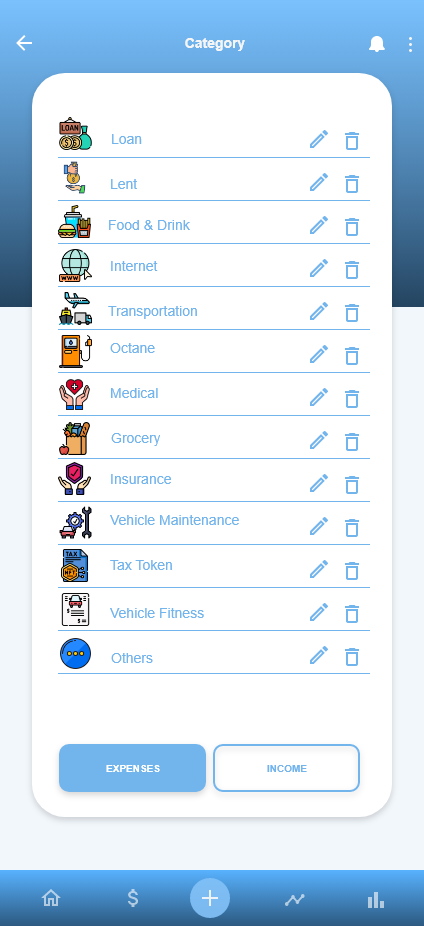 Category
LOAN
Loan
Lent
Food & Drink
WWW
Internet
Transportation
Octane
Medical
Grocery
Insurance
Vehicle Maintenance
TAX
Tax Token
Vehicle Fitness
Others
EXPENSES
INCOME